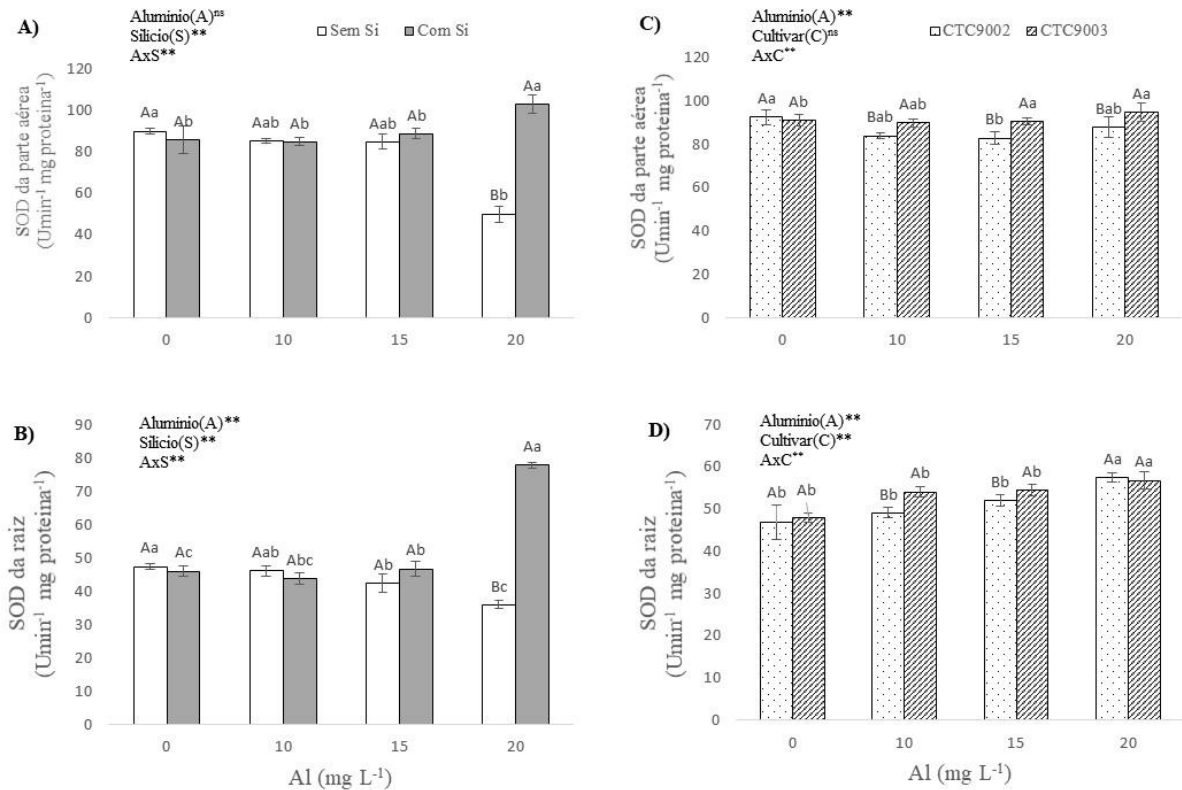 A)
Aluminio(A)ns
Silicio(S)**
AxS**
Sem Si
Com Si
SOD da parte aérea
(Umin-1 mg proteina-1)
120
100
80
60
40
20
0
Aa
Ab
Aab
Ab
Aab
Ab
Bb
Aa
0
10
15
20
C)
Aluminio(A)**
Cultivar(C)ns
AxC**
CTC9002
CTC9003
SOD da parte aérea
(Umin-1 mg proteina-1)
120
100
80
60
40
20
0
Aa
Ab
Bab
Aab
Bb
Aa
Bab
Aa
0
10
15
20
B)
Aluminio(A)**
Silicio(S)**
AxS**
SOD da raiz
(Umin-1 mg proteina-1)
90
80
70
60
50
40
30
20
10
0
Aa
Ac
Aab
Abc
Ab
Ab
Bc
Aa
0
10
15
20
Al (mg L-1)
D)
Aluminio(A)**
Cultivar(C)**
AxC**
SOD da raiz
(Umin-1 mg proteina-1)
70
60
50
40
30
20
10
0
Ab
Ab
Bb
Ab
Bb
Ab
Aa
Aa
0
10
15
20
Al (mg L-1)